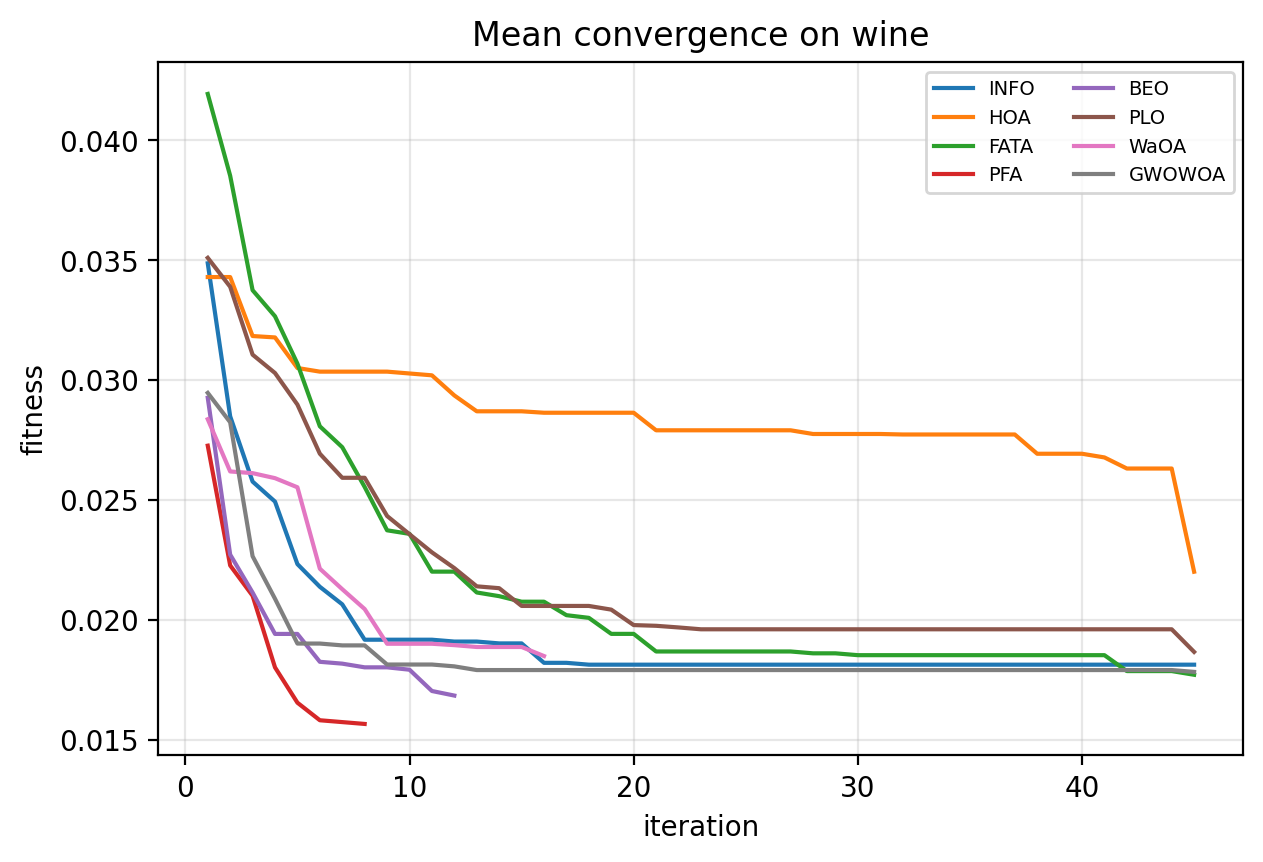 Mean convergence on wine
INFO
HOA
FATA
PFA
BEO
PLO
WaOA
GWOWOA
fitness
0.040
0.035
0.030
0.025
0.020
0.015
0
10
20
30
40
iteration